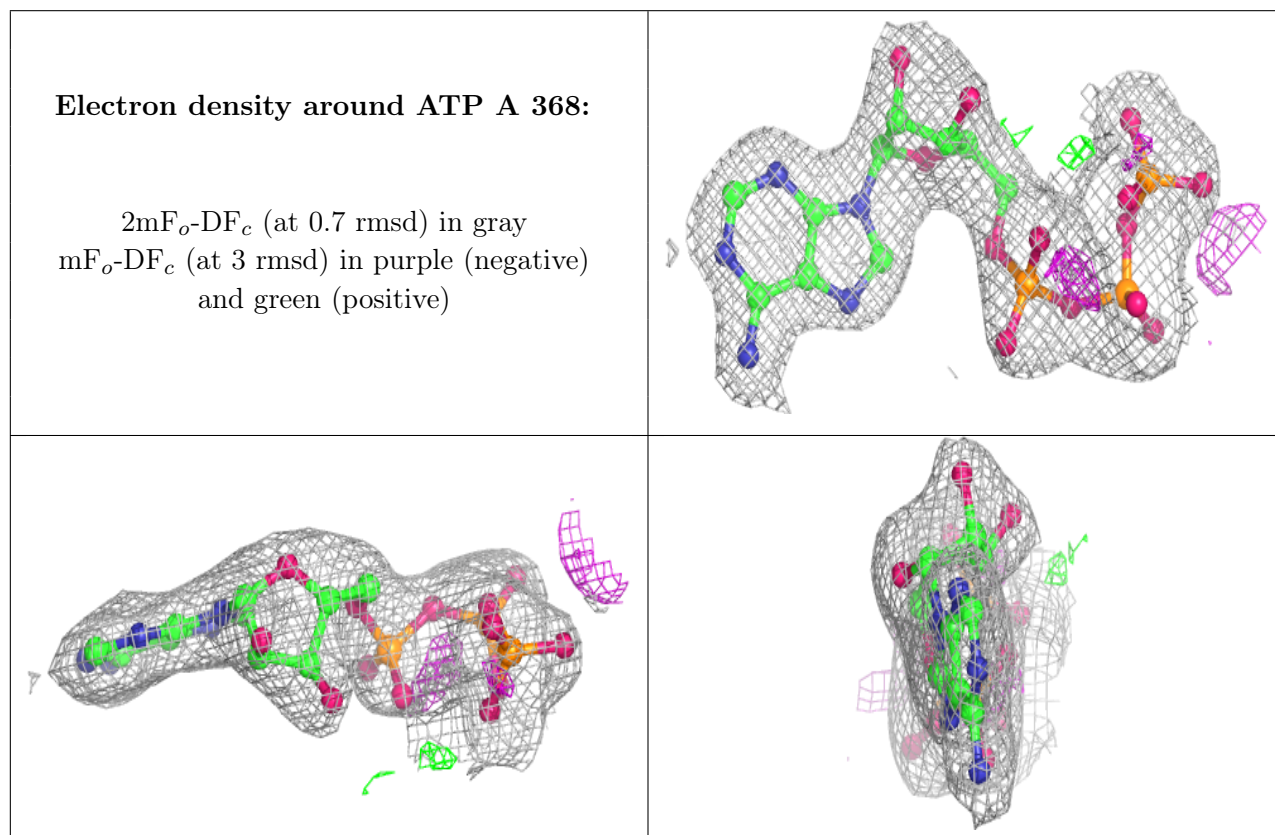 Electron density around ATP A 368:
2mFo-DFc (at 0.7 rmsd) in gray
mFo-DFc (at 3 rmsd) in purple (negative)
and green (positive)